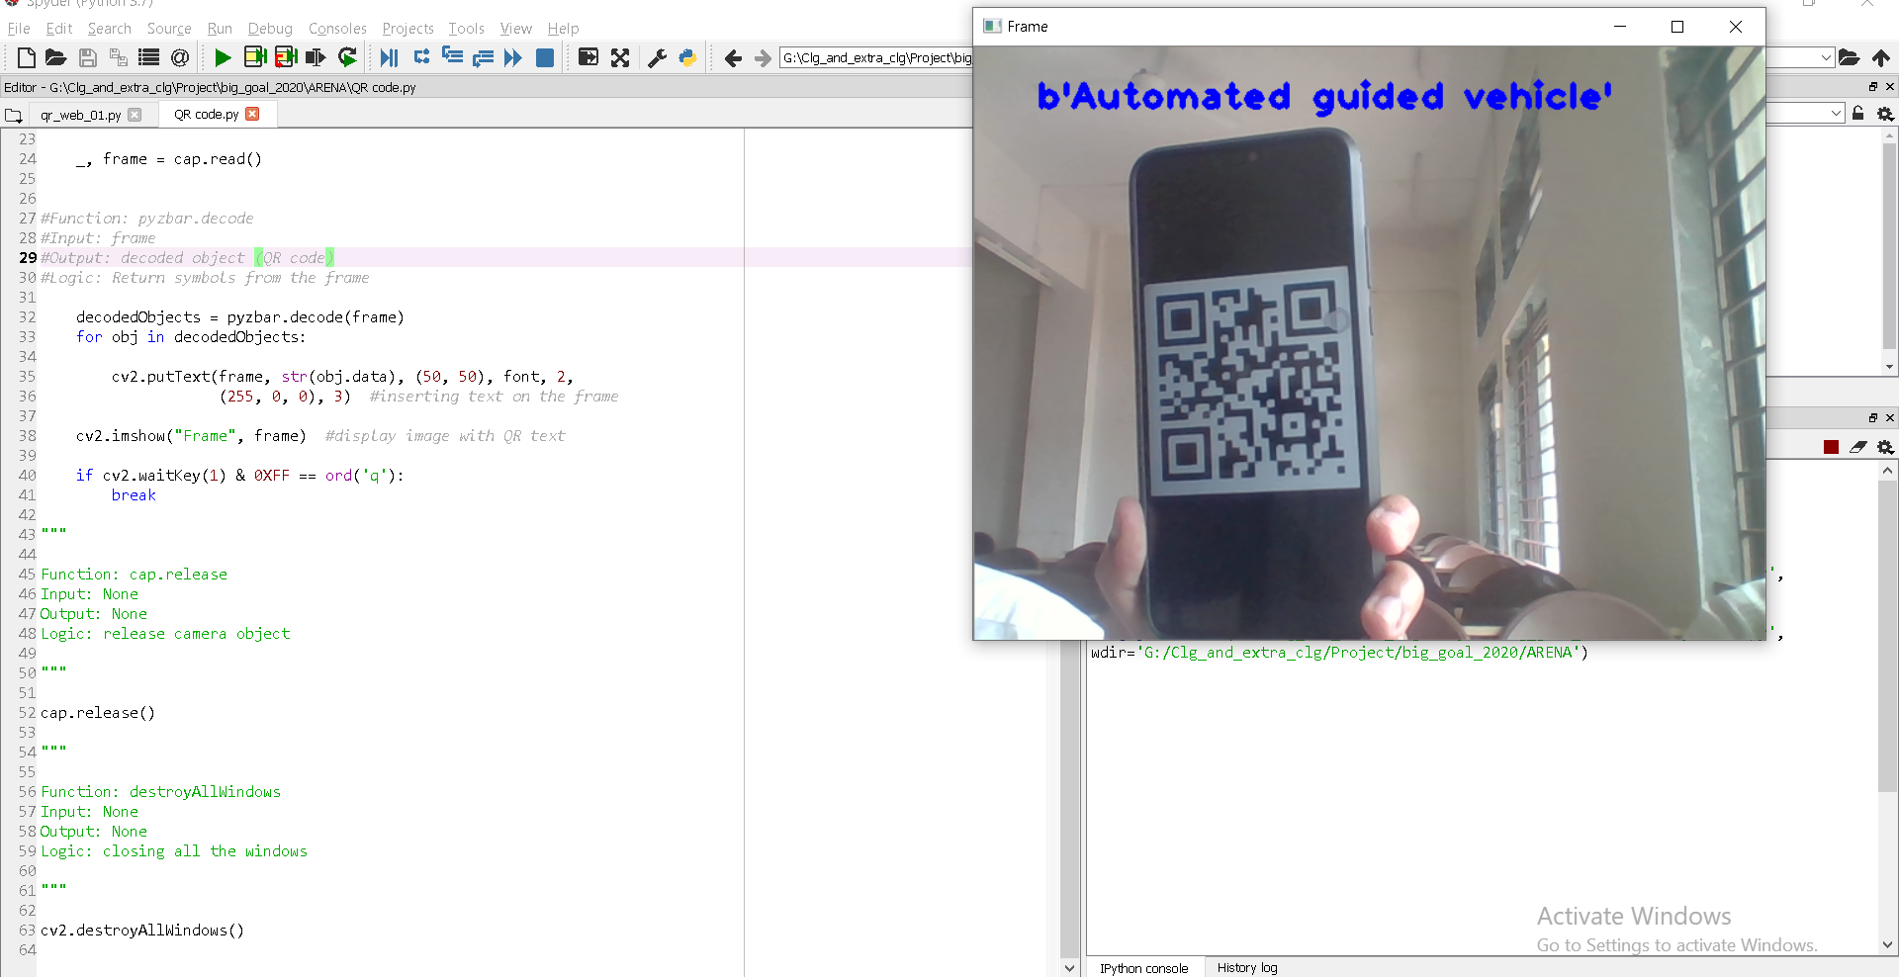 Spyder (Python 3.7)
File Edit Search Source Run Debug Consoles Projects Tools View Help
G:\Clg_and_extra_clg\Project\big
Editor - G:\Clg_and_extra_clg\Project\big_goal_2020\ARENA\QR code.py
qr_web_01.py QR code.py
23
24 _, frame = cap.read()
25
26
27 #Function: pyzbar.decode
28 #Input: frame
29 #Output: decoded object (QR code)
30 #Logic: Return symbols from the frame
31
32 decodedObjects = pyzbar.decode(frame)
33 for obj in decodedObjects:
34
35 cv2.putText(frame, str(obj.data), (50, 50), font, 2,
36 (255, 0, 0), 3) #inserting text on the frame
37
38 cv2.imshow("Frame", frame) #display image with QR text
39
40 if cv2.waitKey(1) & 0XFF == ord('q'):
41 break
42
43 """
44
45 Function: cap.release
46 Input: None
47 Output: None
48 Logic: release camera object
49
50 """
51
52 cap.release()
53
54 """
55
56 Function: destroyAllWindows
57 Input: None
58 Output: None
59 Logic: closing all the windows
60
61 """
62
63 cv2.destroyAllWindows()
64
Frame
b'Automated guided vehicle'
',
',
wdir='G:/Clg_and_extra_clg/Project/big_goal_2020/ARENA')
Activate Windows
Go to Settings to activate Windows.
IPython console History log